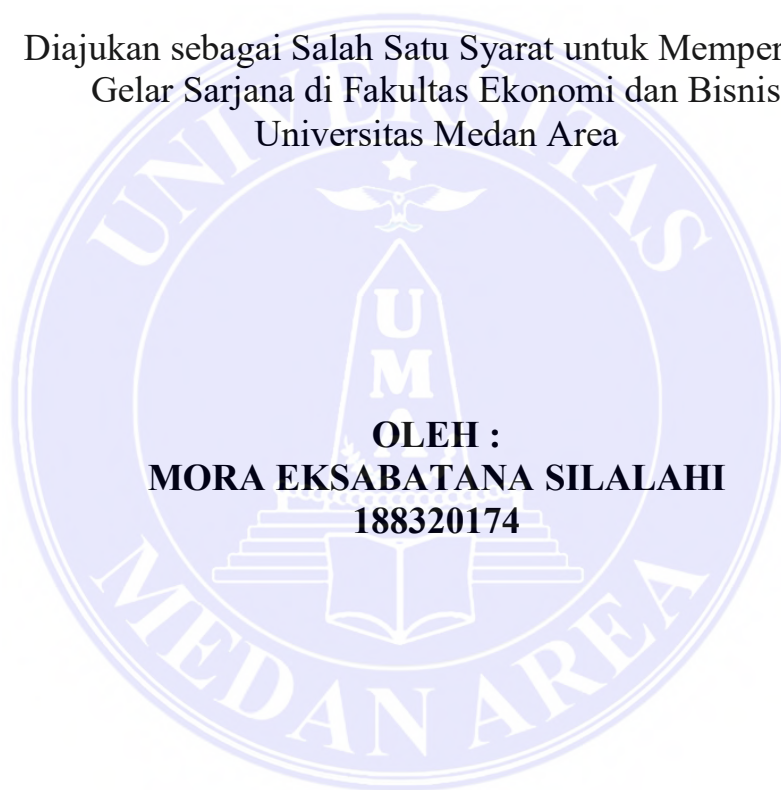 Diajukan sebagai Salah Satu Syarat untuk Memper
Gelar Sarjana di Fakultas Ekonomi dan Bisnis
Universitas Medan Area
UNIVERSITAS
UMA
OLEH :
MORA EKSABATANA SILALAHI
188320174
MEDAN AREA